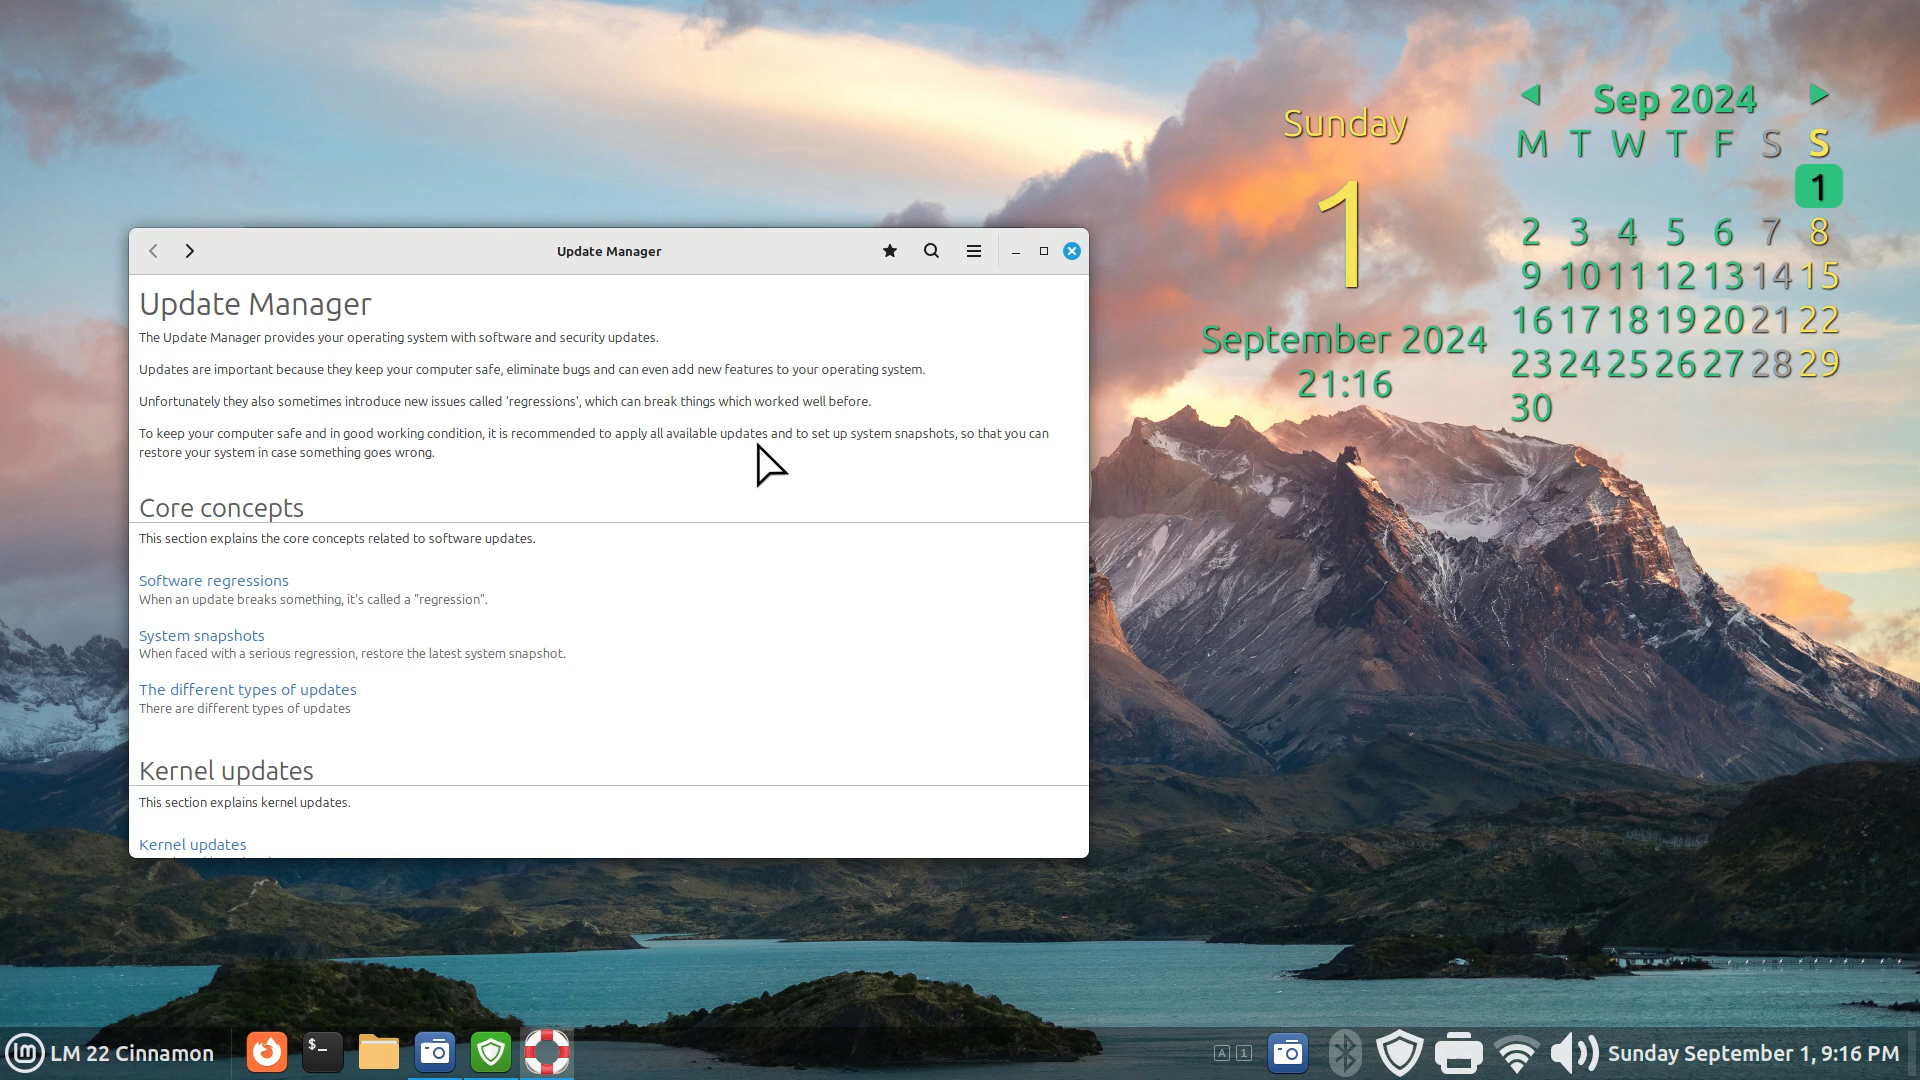 Update Manager
Update Manager
The Update Manager provides your operating system with software and security updates.
Updates are important because they keep your computer safe, eliminate bugs and can even add new features to your operating system.
Unfortunately they also sometimes introduce new issues called 'regressions', which can break things which worked well before.
To keep your computer safe and in good working condition, it is recommended to apply all available updates and to set up system snapshots, so that you can
restore your system in case something goes wrong.
Core concepts
This section explains the core concepts related to software updates.
Software regressions
When an update breaks something, it's called a "regression".
System snapshots
When faced with a serious regression, restore the latest system snapshot.
The different types of updates
There are different types of updates
Kernel updates
This section explains kernel updates.
Kernel updates
Sunday
1
September 2024
21:16
Sep 2024
M T W T F S S
1
2 3 4 5 6 7 8
9 10 11 12 13 14 15
16 17 18 19 20 21 22
23 24 25 26 27 28 29
30
LM 22 Cinnamon
$_
A 1
Sunday September 1, 9:16 PM